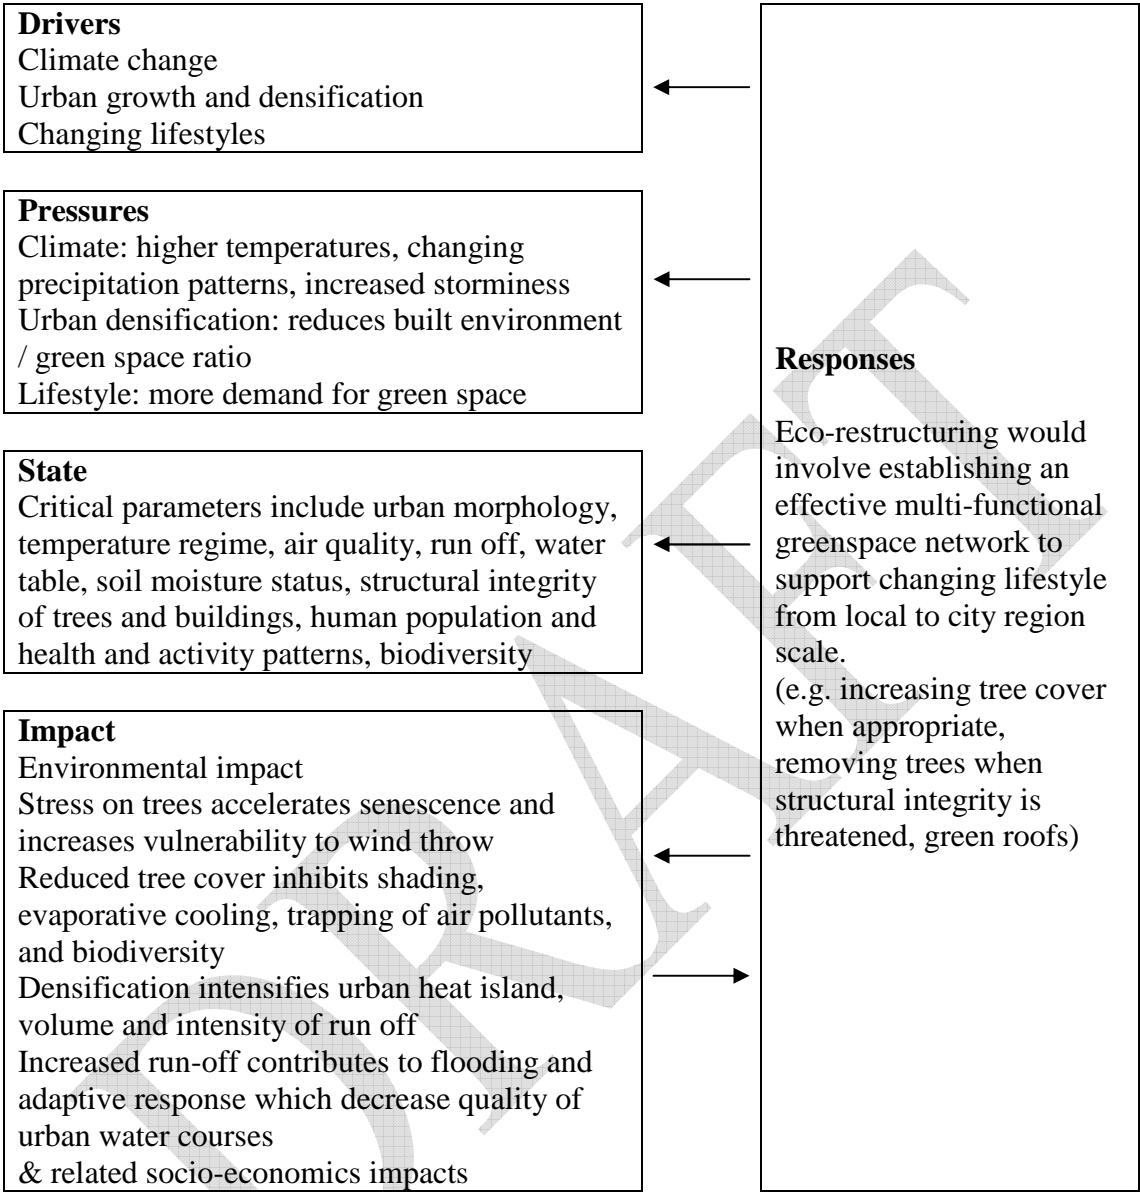 Drivers
Climate change
Urban growth and densification
Changing lifestyles
Pressures
Climate: higher temperatures, changing
precipitation patterns, increased storminess
Urban densification: reduces built environment
/ green space ratio
Lifestyle: more demand for green space
State
Critical parameters include urban morphology,
temperature regime, air quality, run off, water
table, soil moisture status, structural integrity
of trees and buildings, human population and
health and activity patterns, biodiversity
Impact
Environmental impact
Stress on trees accelerates senescence and
increases vulnerability to wind throw
Reduced tree cover inhibits shading,
evaporative cooling, trapping of air pollutants,
and biodiversity
Densification intensifies urban heat island,
volume and intensity of run off
Increased run-off contributes to flooding and
adaptive response which decrease quality of
urban water courses
& related socio-economics impacts
Responses
Eco-restructuring would
involve establishing an
effective multi-functional
greenspace network to
support changing lifestyle
from local to city region
scale.
(e.g. increasing tree cover
when appropriate,
removing trees when
structural integrity is
threatened, green roofs)
DRAFT